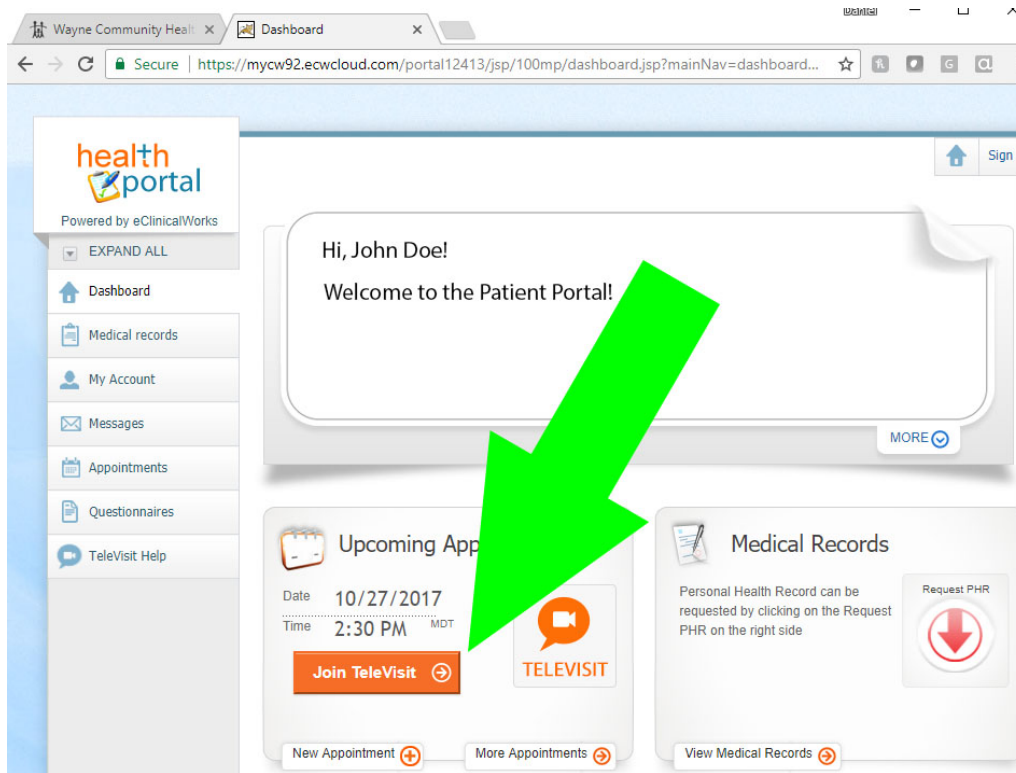 Daniel
Wayne Community Healt
Dashboard
Secure
https://mycw92.ecwcloud.com/portal12413/jsp/100mp/dashboard.jsp?mainNav=dashboard...
health
portal
Powered by eClinicalWorks
Sign
EXPAND ALL
Dashboard
Medical records
My Account
Messages
Appointments
Questionnaires
TeleVisit Help
Hi, John Doe!
Welcome to the Patient Portal!
MORE
Upcoming App
Date 10/27/2017
Time 2:30 PM MDT
Join TeleVisit
TELEVISIT
New Appointment
More Appointments
Medical Records
Personal Health Record can be
requested by clicking on the Request
PHR on the right side
Request PHR
View Medical Records